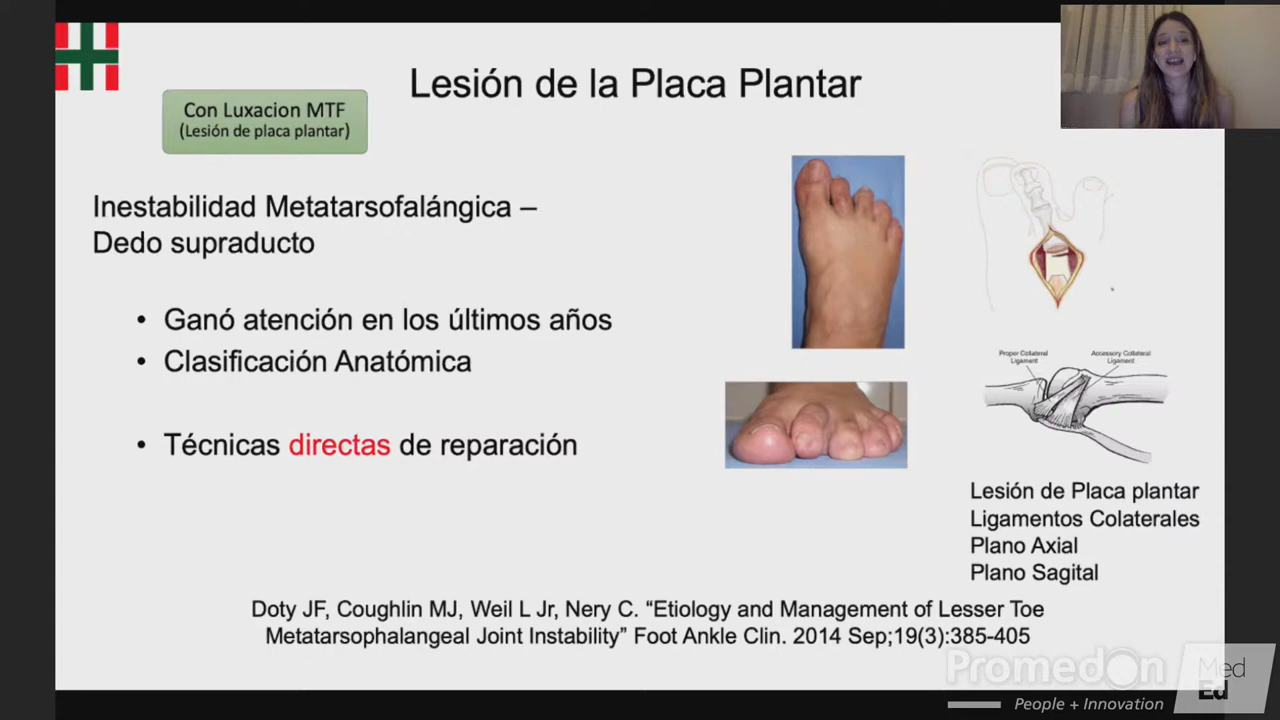 Lesión de la Placa Plantar
Con Luxacion MTF
(Lesión de placa plantar)
Inestabilidad Metatarsofalángica –
Dedo supraducto
• Ganó atención en los últimos años
• Clasificación Anatómica
• Técnicas directas de reparación
Proper Collateral
Ligament
Accessory Collateral
Ligament
Lesión de Placa plantar
Ligamentos Colaterales
Plano Axial
Plano Sagital
Doty JF, Coughlin MJ, Weil L Jr, Nery C. “Etiology and Management of Lesser Toe
Metatarsophalangeal Joint Instability” Foot Ankle Clin. 2014 Sep;19(3):385-405
Promedon
Med
Ed
People + Innovation